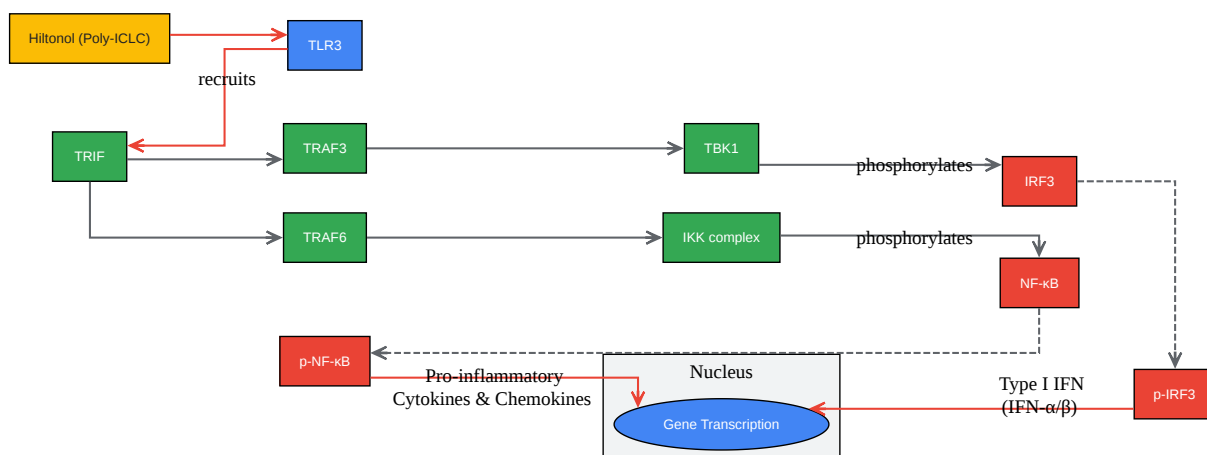 Hiltonol (Poly-ICLC)
TLR3
recruits
TRIF
TRAF3
TBK1
phosphorylates
IRF3
TRAF6
IKK complex
phosphorylates
NF-κB
p-NF-κB
Pro-inflammatory
Cytokines & Chemokines
Nucleus
Gene Transcription
Type I IFN
(IFN-α/β)
p-IRF3